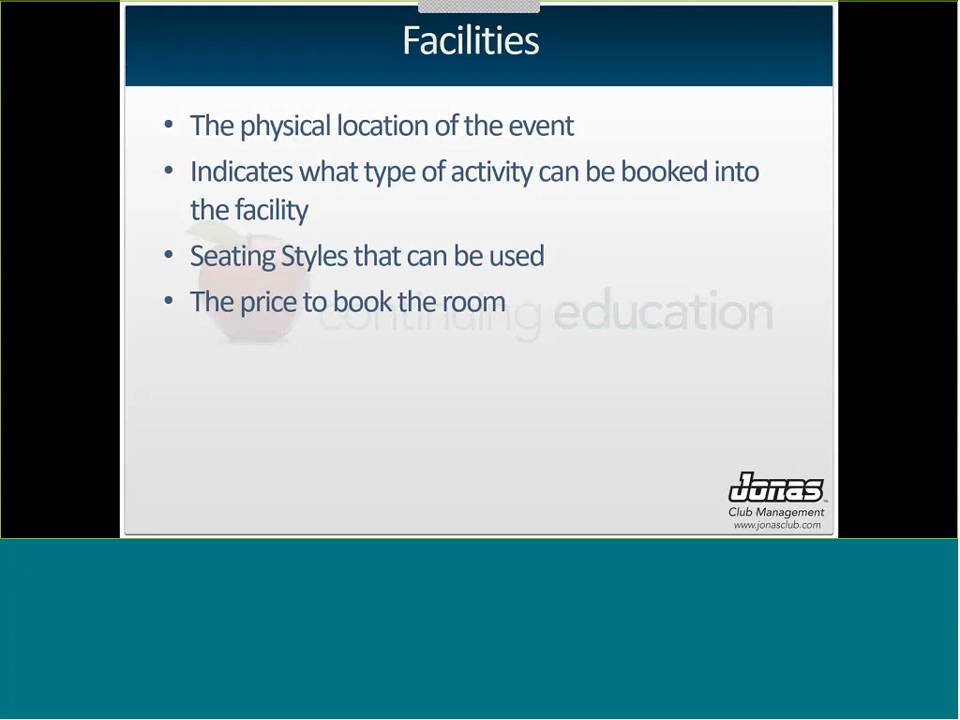 Facilities
• The physical location of the event
• Indicates what type of activity can be booked into
the facility
• Seating Styles that can be used
• The price to book the room
continuing education
Jonas
Club Management
www.jonasclub.com